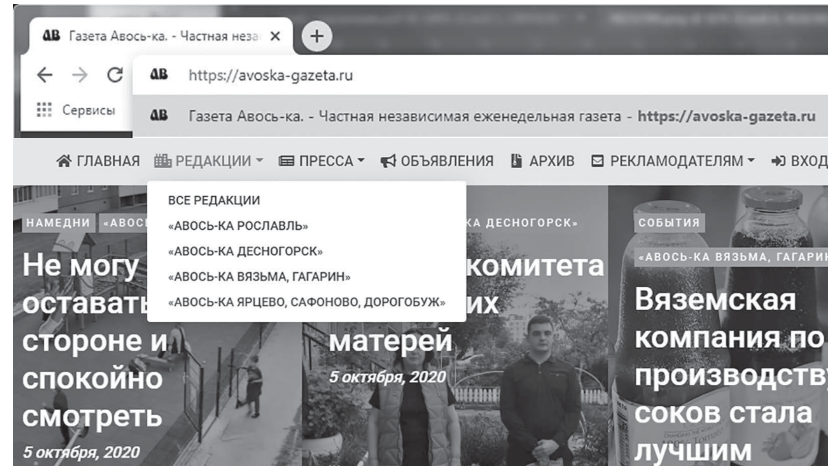 АВ Газета Авось-ка. - Частная неза
https://avoska-gazeta.ru
Сервисы
АВ Газета Авось-ка. - Частная независимая еженедельная газета - https://avoska-gazeta.ru
ГЛАВНАЯ РЕДАКЦИИ ПРЕССА ОБЪЯВЛЕНИЯ АРХИВ РЕКЛАМОДАТЕЛЯМ ВХОД
ВСЕ РЕДАКЦИИ
«АВОСЬ-КА РОСЛАВЛЬ»
«АВОСЬ-КА ДЕСНОГОРСК»
«АВОСЬ-КА ВЯЗЬМА, ГАГАРИН»
«АВОСЬ-КА ЯРЦЕВО, САФОНОВО, ДОРОГОБУЖ»
НАМЕДНИ «АВОС
Не могу
оставать
стороне и
спокойно
смотреть
5 октября, 2020
КА ДЕСНОГОРСК»
комитета
их
матерей
5 октября, 2020
СОБЫТИЯ
«АВОСЬ-КА ВЯЗЬМА, ГАГАРИН
Вяземская
компания по
производств
соков стала
лучшим